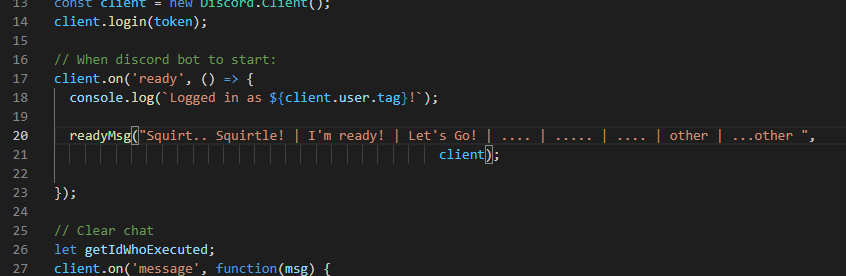 13 const client = new Discord.Client();
14 client.login(token);
15
16 // When discord bot to start:
17 client.on('ready', () => {
18 console.log(`Logged in as ${client.user.tag}!`);
19
20 readyMsg("Squirt.. Squirtle! | I'm ready! | Let's Go! | .... | ..... | .... | other | ...other ",
21 client);
22
23 });
24
25 // Clear chat
26 let getIdWhoExecuted;
27 client.on('message', function(msg) {